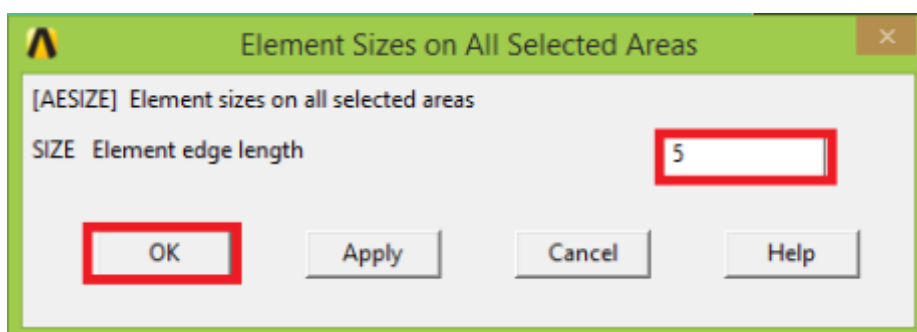 Element Sizes on All Selected Areas
[AESIZE] Element sizes on all selected areas
SIZE Element edge length 5
OK Apply Cancel Help